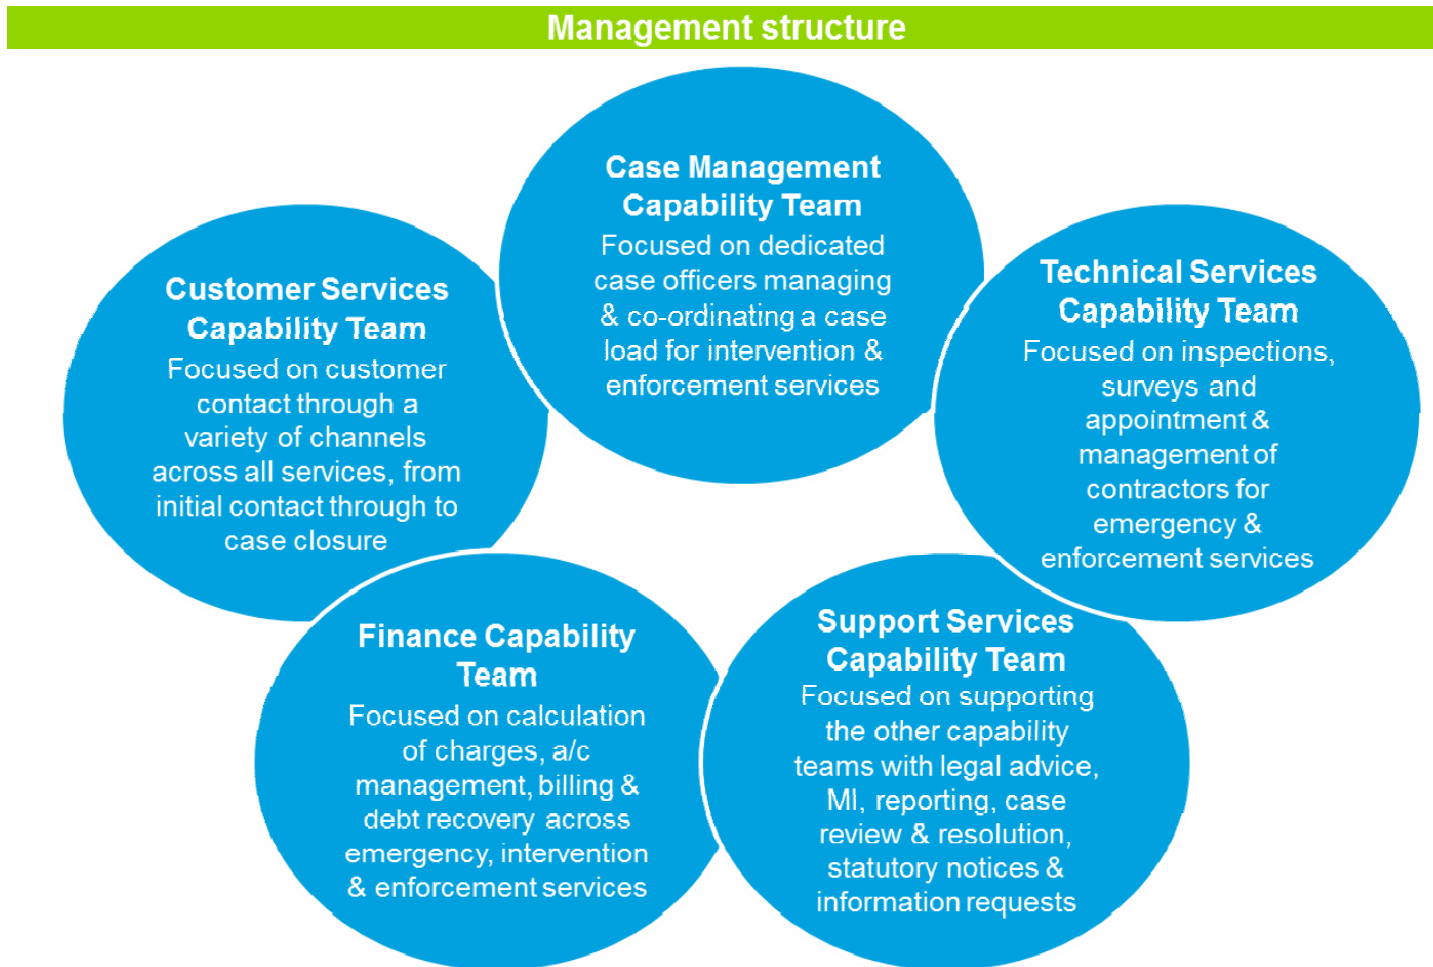 Management structure
Case Management
Capability Team
Focused on dedicated
case officers managing
& co-ordinating a case
load for intervention &
enforcement services
Customer Services
Capability Team
Focused on customer
contact through a
variety of channels
across all services, from
initial contact through to
case closure
Technical Services
Capability Team
Focused on inspections,
surveys and
appointment &
management of
contractors for
emergency &
enforcement services
Finance Capability
Team
Focused on calculation
of charges, a/c
management, billing &
debt recovery across
emergency, intervention
& enforcement services
Support Services
Capability Team
Focused on supporting
the other capability
teams with legal advice,
MI, reporting, case
review & resolution,
statutory notices &
information requests